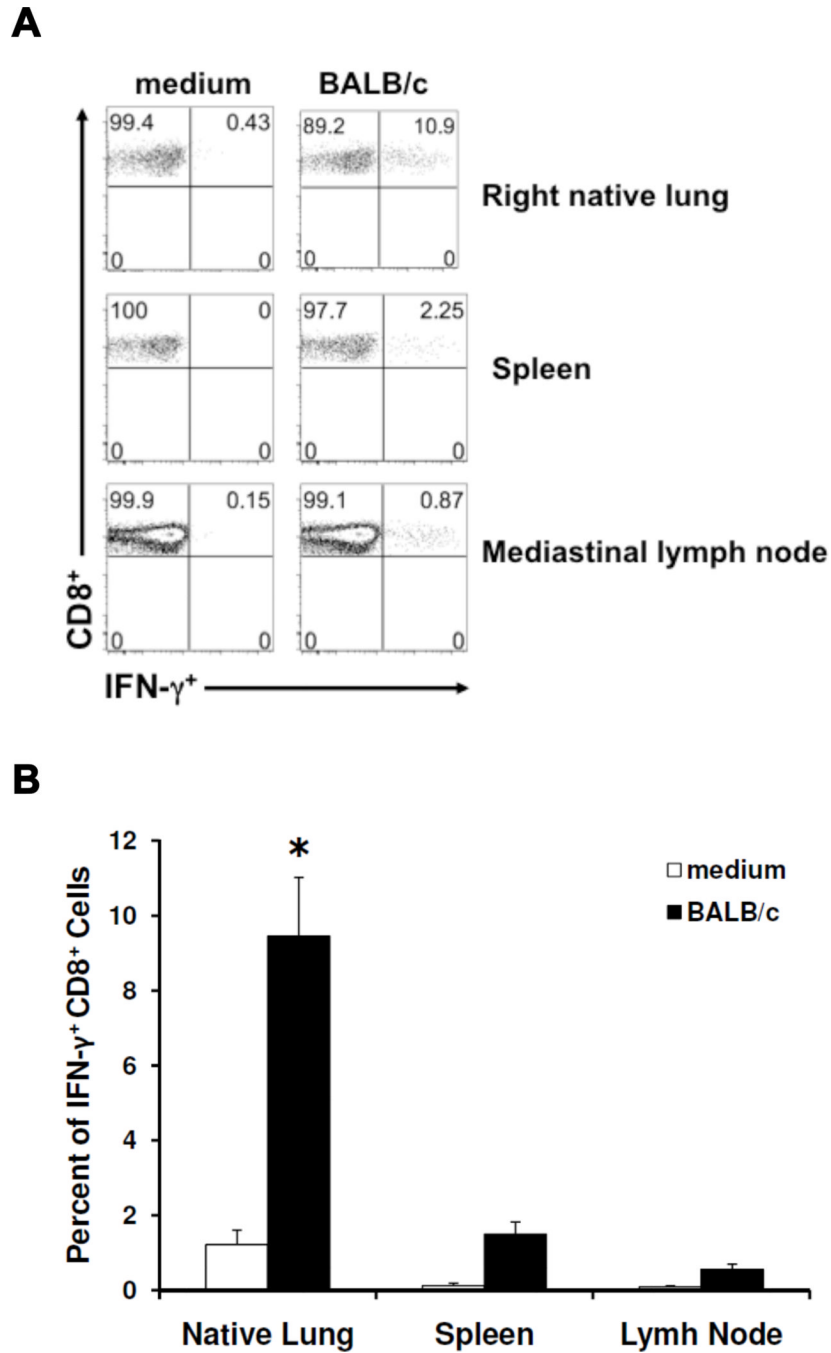 A
medium BALB/c
99.4 0.43 89.2 10.9
Right native lung
0 0 0 0
100 0 97.7 2.25
Spleen
0 0 0 0
99.9 0.15 99.1 0.87
Mediastinal lymph node
0 0 0 0
CD8+
IFN-γ+
B
12
10
8
6
4
2
0
Percent of IFN-γ+ CD8+ Cells
*
medium
BALB/c
Native Lung Spleen Lymh Node